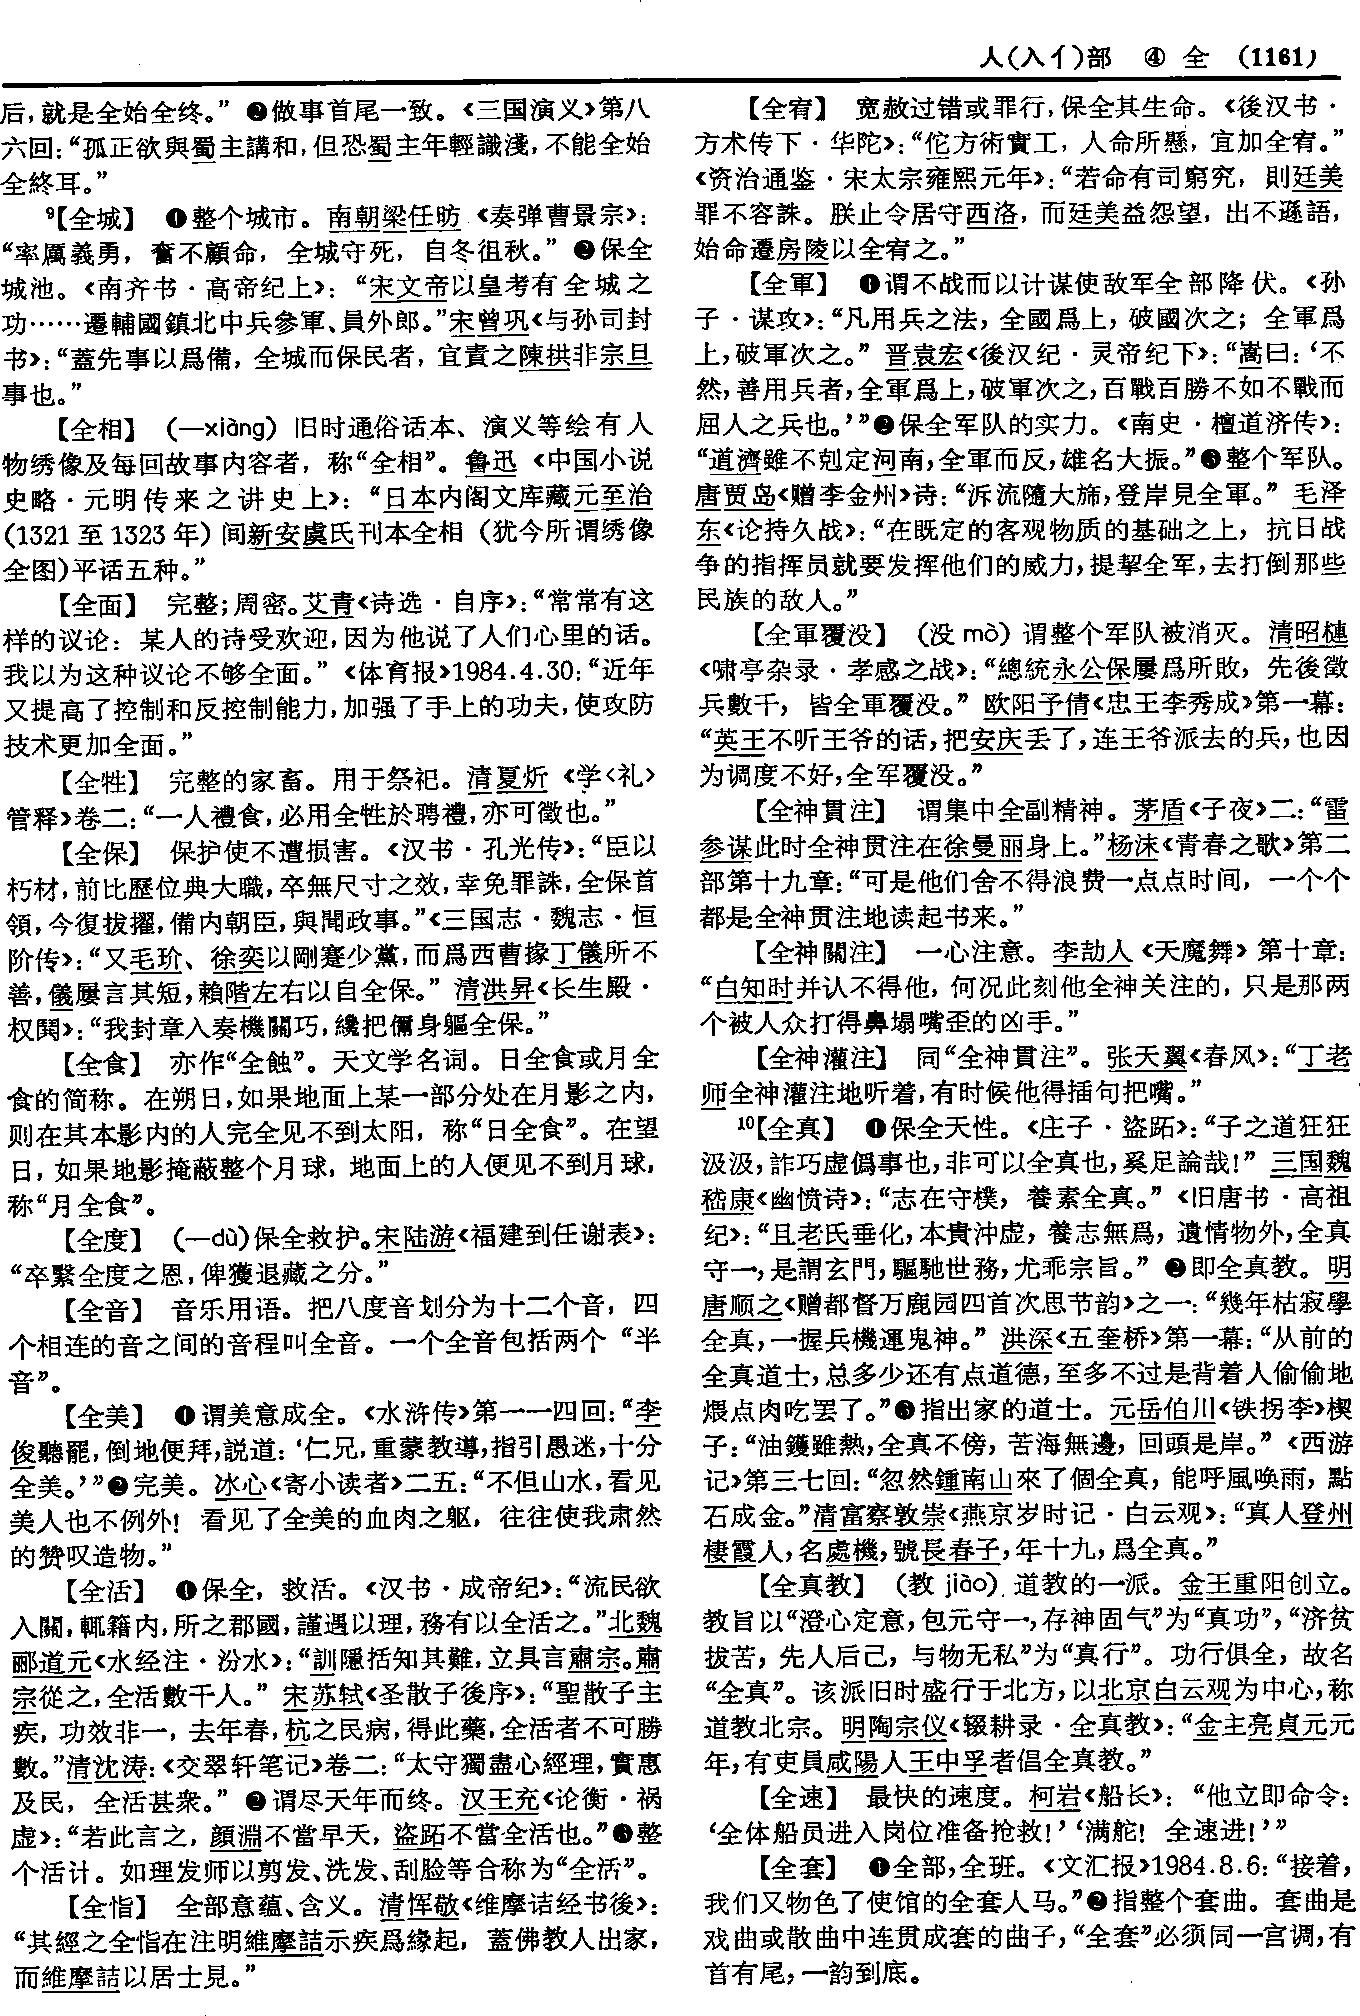 人(入亻)部　④　全　(1161)
后，就是全始全终。” ❷做事首尾一致。《三国演义》第八
六回：“孤正欲與蜀主講和，但恐蜀主年輕識淺，不能全始
全終耳。”
⁹【全城】　❶整个城市。南朝梁任昉《奏弹曹景宗》：
“率厲義勇，奮不顧命，全城守死，自冬徂秋。” ❷保全
城池。《南齐书·高帝纪上》：“宋文帝以皇考有全城之
功……遷輔國鎮北中兵參軍、員外郎。”宋曾巩《与孙司封
书》：“蓋先事以爲備，全城而保民者，宜責之陳拱非宗旦
事也。”
【全相】　(—xiàng) 旧时通俗话本、演义等绘有人
物绣像及每回故事内容者，称“全相”。鲁迅《中国小说
史略·元明传来之讲史上》：“日本内阁文库藏元至治
(1321至1323年)间新安虞氏刊本全相（犹今所谓绣像
全图)平话五种。”
【全面】　完整；周密。艾青《诗选·自序》：“常常有这
样的议论：某人的诗受欢迎，因为他说了人们心里的话。
我以为这种议论不够全面。”《体育报》1984.4.30：“近年
又提高了控制和反控制能力，加强了手上的功夫，使攻防
技术更加全面。”
【全牲】　完整的家畜。用于祭祀。清夏炘《学〈礼〉
管释》卷二：“一人禮食，必用全牲於聘禮，亦可徵也。”
【全保】　保护使不遭损害。《汉书·孔光传》：“臣以
朽材，前比歷位典大職，卒無尺寸之效，幸免罪誅，全保首
領，今復拔擢，備内朝臣，與聞政事。”《三国志·魏志·恒
阶传》：“又毛玠、徐奕以剛蹇少黨，而爲西曹掾丁儀所不
善，儀屢言其短，賴階左右以自全保。” 清洪昇《长生殿·
权鬨》：“我封章入奏機關巧，纔把儞身軀全保。”
【全食】　亦作“全蝕”。天文学名词。日全食或月全
食的简称。在朔日，如果地面上某一部分处在月影之内，
则在其本影内的人完全见不到太阳，称“日全食”。在望
日，如果地影掩蔽整个月球，地面上的人便见不到月球，
称“月全食”。
【全度】　(—dù)保全救护。宋陆游《福建到任谢表》：
“卒繄全度之恩，俾獲退藏之分。”
【全音】　音乐用语。把八度音划分为十二个音，四
个相连的音之间的音程叫全音。一个全音包括两个“半
音”。
【全美】　❶谓美意成全。《水浒传》第一一四回：“李
俊聽罷，倒地便拜，説道：‘仁兄，重蒙教導，指引愚迷，十分
全美。’”❷完美。冰心《寄小读者》二五：“不但山水，看见
美人也不例外！看见了全美的血肉之躯，往往使我肃然
的赞叹造物。”
【全活】　❶保全，救活。《汉书·成帝纪》：“流民欲
入關，輒籍内，所之郡國，謹遇以理，務有以全活之。”北魏
郦道元《水经注·汾水》：“訓隱括知其難，立具言肅宗。肅
宗從之，全活數千人。” 宋苏轼《圣散子後序》：“聖散子主
疾，功效非一，去年春，杭之民病，得此藥，全活者不可勝
數。”清沈涛：《交翠轩笔记》卷二：“太守獨盡心經理，實惠
及民，全活甚衆。” ❷谓尽天年而终。汉王充《论衡·祸
虚》：“若此言之，顔淵不當早夭，盗跖不當全活也。”❸整
个活计。如理发师以剪发、洗发、刮脸等合称为“全活”。
【全恉】　全部意蕴、含义。清恽敬《维摩诘经书後》：
“其經之全恉在注明維摩詰示疾爲緣起，蓋佛教人出家，
而維摩詰以居士見。”
【全宥】　宽赦过错或罪行，保全其生命。《後汉书·
方术传下·华陀》：“佗方術實工，人命所懸，宜加全宥。”
《资治通鉴·宋太宗雍熙元年》：“若命有司窮究，則廷美
罪不容誅。朕止令居守西洛，而廷美益怨望，出不遜語，
始命遷房陵以全宥之。”
【全軍】　❶谓不战而以计谋使敌军全部降伏。《孙
子·谋攻》：“凡用兵之法，全國爲上，破國次之；全軍爲
上，破軍次之。” 晋袁宏《後汉纪·灵帝纪下》：“嵩曰：‘不
然，善用兵者，全軍爲上，破軍次之，百戰百勝不如不戰而
屈人之兵也。’”❷保全军队的实力。《南史·檀道济传》：
“道濟雖不剋定河南，全軍而反，雄名大振。”❸整个军队。
唐贾岛《赠李金州》诗：“泝流隨大旆，登岸見全軍。” 毛泽
东《论持久战》：“在既定的客观物质的基础之上，抗日战
争的指挥员就要发挥他们的威力，提挈全军，去打倒那些
民族的敌人。”
【全軍覆没】　(没 mò) 谓整个军队被消灭。清昭槤
《啸亭杂录·孝感之战》：“總統永公保屢爲所敗，先後徵
兵數千，皆全軍覆没。” 欧阳予倩《忠王李秀成》第一幕：
“英王不听王爷的话，把安庆丢了，连王爷派去的兵，也因
为调度不好，全军覆没。”
【全神貫注】　谓集中全副精神。茅盾《子夜》二：“雷
参谋此时全神贯注在徐曼丽身上。”杨沫《青春之歌》第二
部第十九章：“可是他们舍不得浪费一点点时间，一个个
都是全神贯注地读起书来。”
【全神關注】　一心注意。李劼人《天魔舞》第十章：
“白知时并认不得他，何况此刻他全神关注的，只是那两
个被人众打得鼻塌嘴歪的凶手。”
【全神灌注】　同“全神貫注”。张天翼《春风》：“丁老
师全神灌注地听着，有时候他得插句把嘴。”
¹⁰【全真】　❶保全天性。《庄子·盗跖》：“子之道狂狂
汲汲，詐巧虚僞事也，非可以全真也，奚足論哉！” 三国魏
嵇康《幽愤诗》：“志在守樸，養素全真。” 《旧唐书·高祖
纪》：“且老氏垂化，本貴沖虚，養志無爲，遺情物外，全真
守一，是謂玄門，驅馳世務，尤乖宗旨。” ❷即全真教。明
唐顺之《赠都督万鹿园四首次思节韵》之一：“幾年枯寂學
全真，一握兵機運鬼神。” 洪深《五奎桥》第一幕：“从前的
全真道士，总多少还有点道德，至多不过是背着人偷偷地
煨点肉吃罢了。”❸指出家的道士。元岳伯川《铁拐李》楔
子：“油鑊雖熱，全真不傍，苦海無邊，回頭是岸。” 《西游
记》第三七回：“忽然鍾南山來了個全真，能呼風唤雨，點
石成金。”清富察敦崇《燕京岁时记·白云观》：“真人登州
棲霞人，名處機，號長春子，年十九，爲全真。”
【全真教】　(教 jiào) 道教的一派。金王重阳创立。
教旨以“澄心定意，包元守一，存神固气”为“真功”，“济贫
拔苦，先人后己，与物无私”为“真行”。功行俱全，故名
“全真”。该派旧时盛行于北方，以北京白云观为中心，称
道教北宗。明陶宗仪《辍耕录·全真教》：“金主亮貞元元
年，有吏員咸陽人王中孚者倡全真教。”
【全速】　最快的速度。柯岩《船长》：“他立即命令：
‘全体船员进入岗位准备抢救！’‘满舵！全速进！’”
【全套】　❶全部，全班。《文汇报》1984.8.6：“接着，
我们又物色了使馆的全套人马。”❷指整个套曲。套曲是
戏曲或散曲中连贯成套的曲子，“全套”必须同一宫调，有
首有尾，一韵到底。